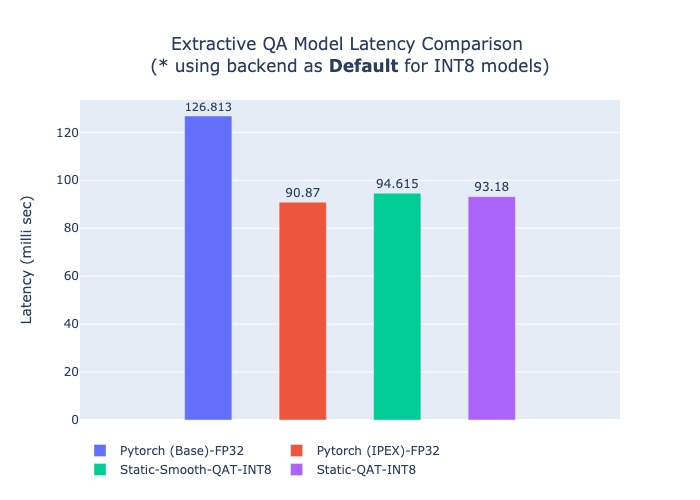 Extractive QA Model Latency Comparison
(* using backend as Default for INT8 models)
126.813
120
100
94.615
93.18
90.87
80
60
40
20
0
Latency (milli sec)
Pytorch (Base)-FP32 Pytorch (IPEX)-FP32
Static-Smooth-QAT-INT8 Static-QAT-INT8